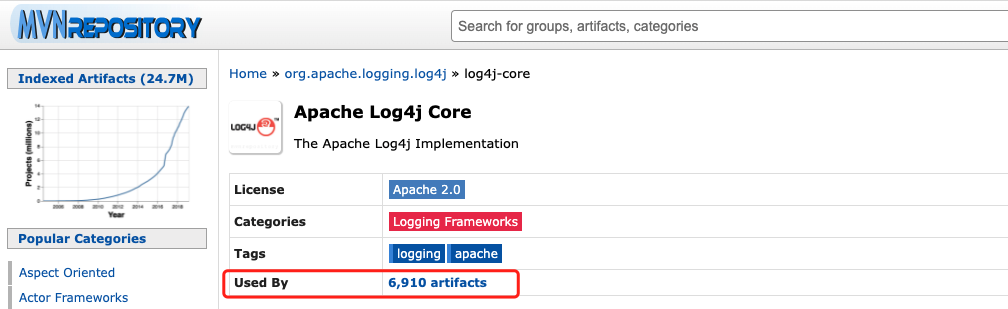 MVNREPOSITORY
Search for groups, artifacts, categories
Indexed Artifacts (24.7M)
Projects (millions)
14
12
10
8
6
4
2
0
2006 2008 2010 2012 2014 2016 2018
Year
Popular Categories
Aspect Oriented
Actor Frameworks
Home » org.apache.logging.log4j » log4j-core
LOG4J TM
Apache Log4j Core
The Apache Log4j Implementation
License Apache 2.0
Categories Logging Frameworks
Tags logging apache
Used By 6,910 artifacts